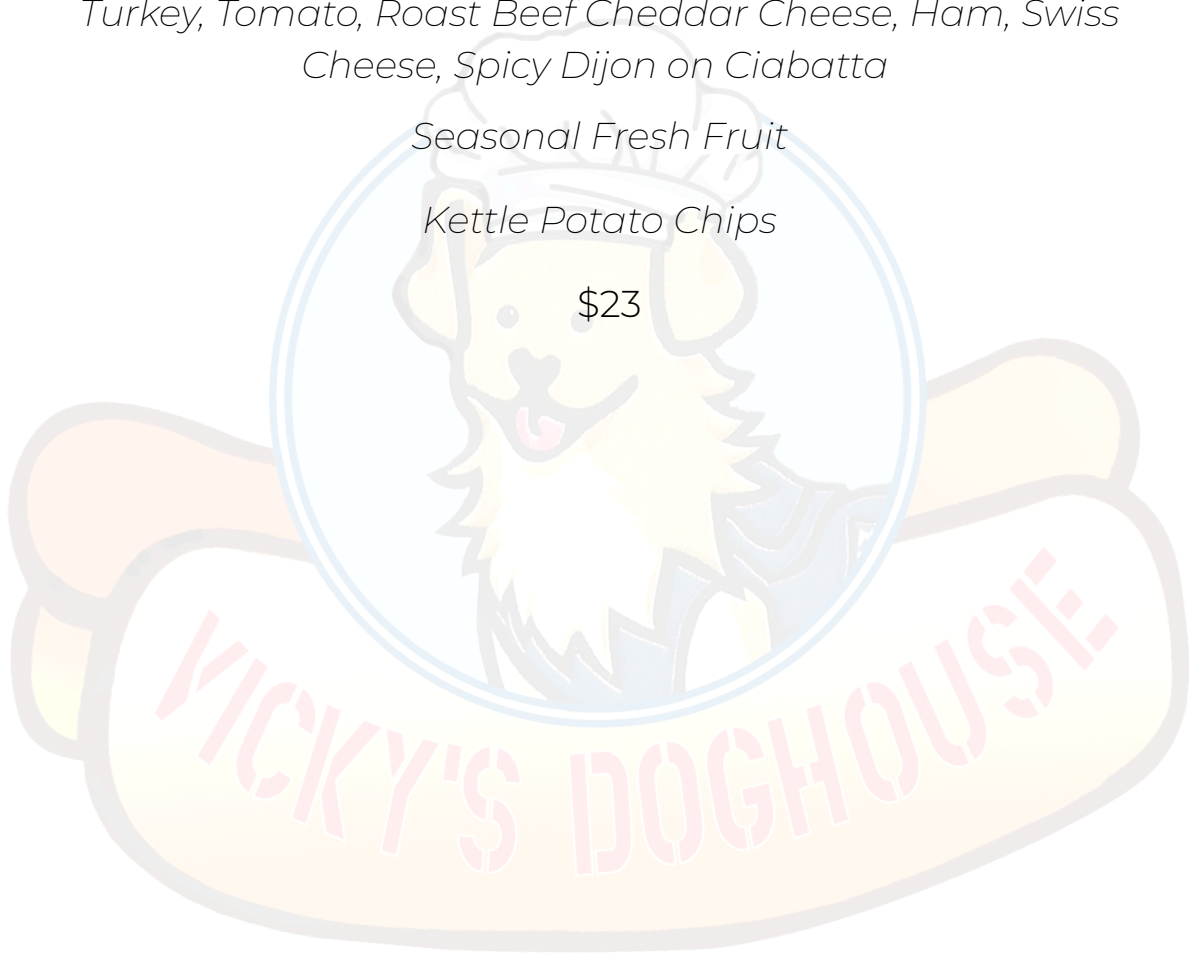 Turkey, Tomato, Roast Beef Cheddar Cheese, Ham, Swiss
Cheese, Spicy Dijon on Ciabatta
Seasonal Fresh Fruit
Kettle Potato Chips
$23
VICKY'S DOGHOUSE